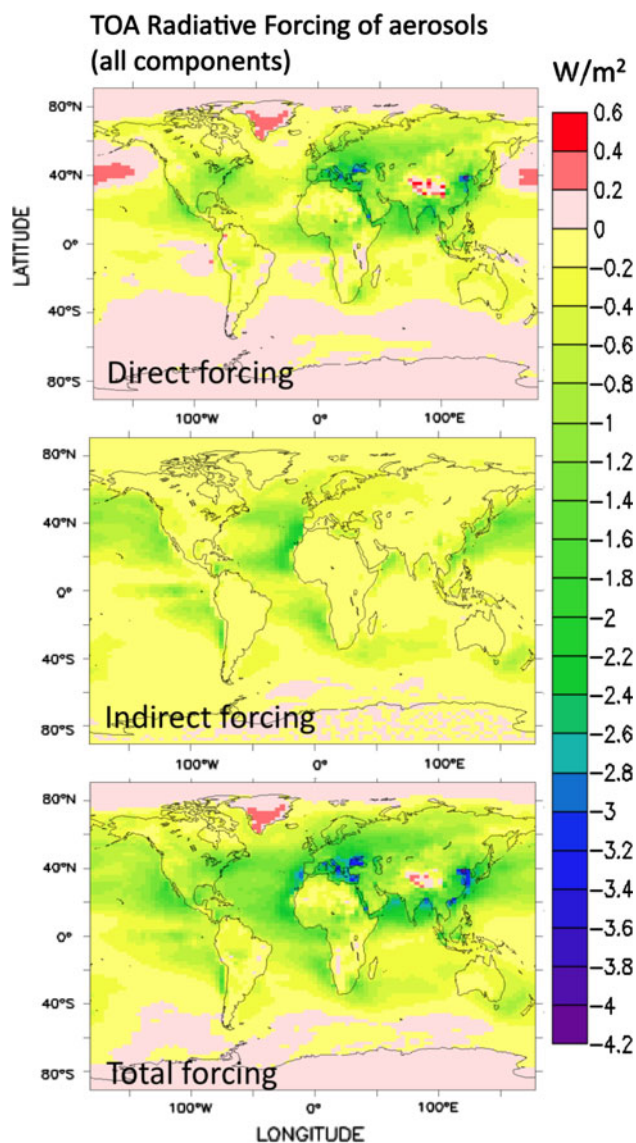 TOA Radiative Forcing of aerosols
(all components)
W/m²
80°N
40°N
0°
40°S
80°S
LATITUDE
Direct forcing
100°W 0° 100°E
80°N
40°N
0°
40°S
80°S
Indirect forcing
100°W 0° 100°E
80°N
40°N
0°
40°S
80°S
Total forcing
100°W 0° 100°E
LONGITUDE
0.6
0.4
0.2
0
−0.2
−0.4
−0.6
−0.8
−1
−1.2
−1.4
−1.6
−1.8
−2
−2.2
−2.4
−2.6
−2.8
−3
−3.2
−3.4
−3.6
−3.8
−4
−4.2